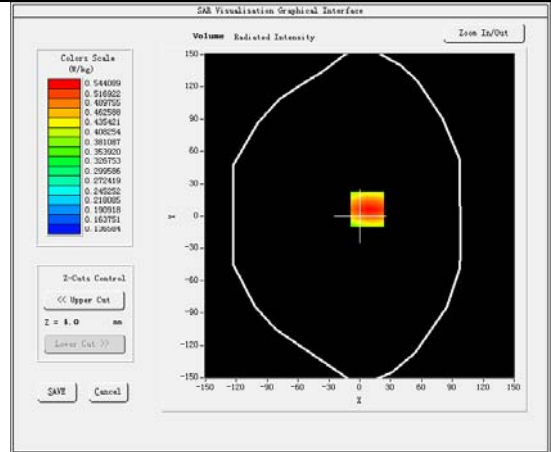 SAR Visualisation Graphical Interface
Volume Radiated Intensity
Zoom In/Out
Colors Scale
(W/kg)
0.544089
0.516922
0.489755
0.462588
0.435421
0.408254
0.381087
0.353920
0.326753
0.299586
0.272419
0.245252
0.218085
0.190918
0.163751
0.136584
Z-Cuts Control
<< Upper Cut
Z = 4.0 mm
Lower Cut >>
SAVE Cancel
150
120
90
60
30
0
-30
-60
-90
-120
-150
Y
-150 -120 -90 -60 -30 0 30 60 90 120 150
X